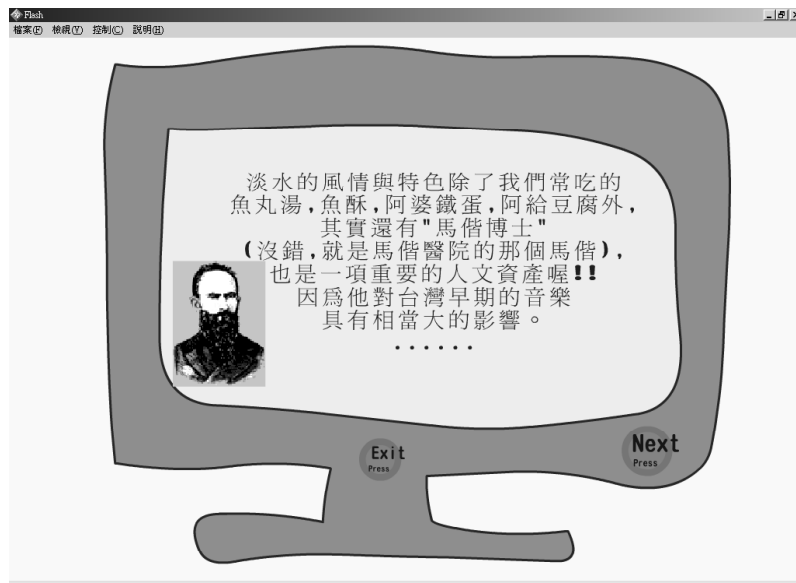 Flash
檔案(F) 檢視(V) 控制(C) 說明(H)
淡水的風情與特色除了我們常吃的
魚丸湯,魚酥,阿婆鐵蛋,阿給豆腐外,
其實還有"馬偕博士"
(沒錯,就是馬偕醫院的那個馬偕),
也是一項重要的人文資產喔!!
因為他對台灣早期的音樂
具有相當大的影響。
......
Exit
Press
Next
Press